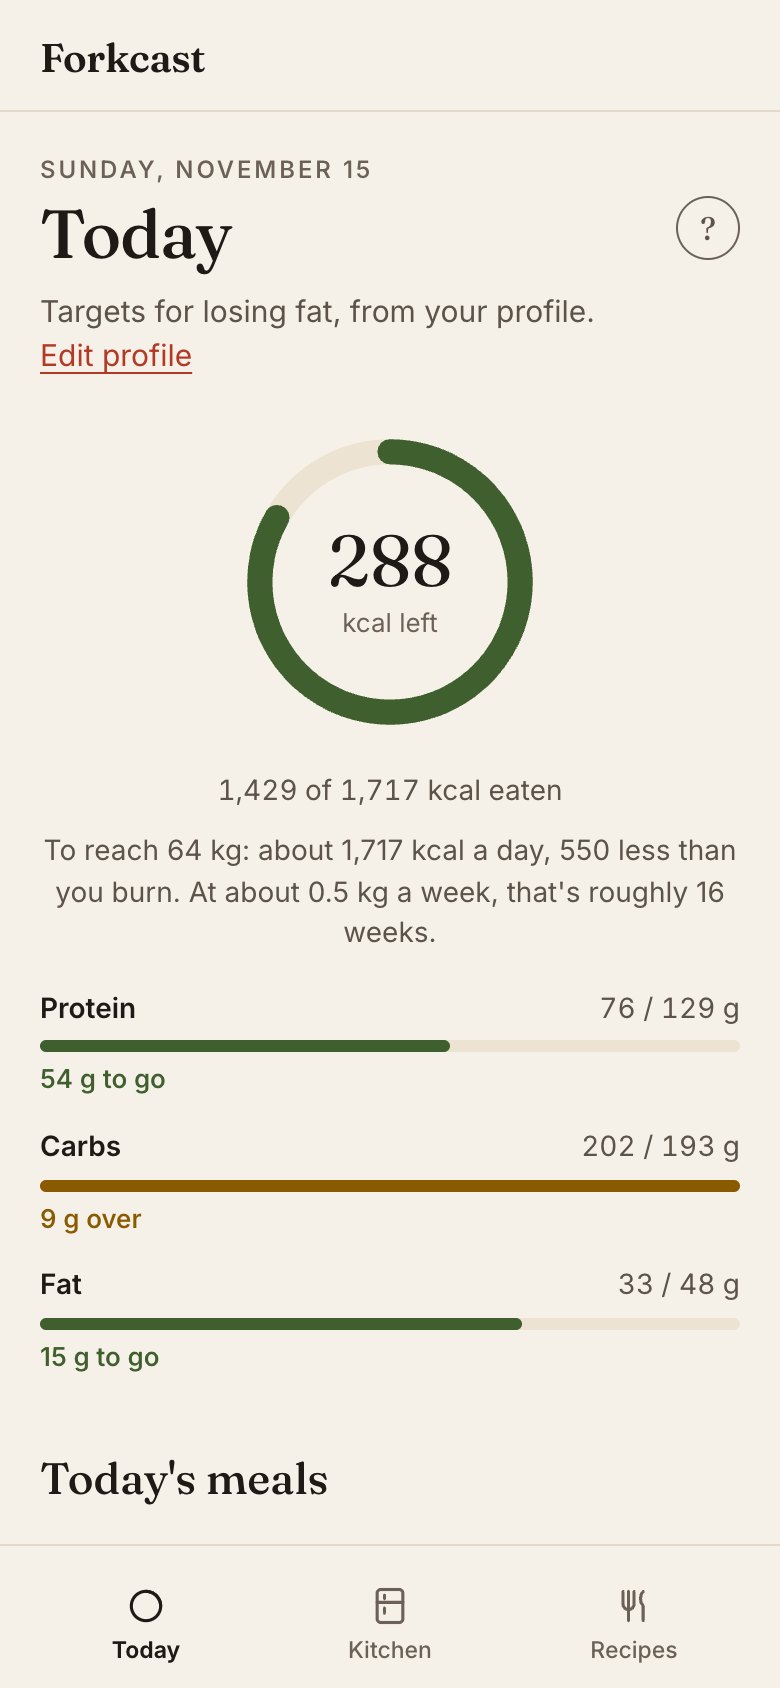 Forkcast
SUNDAY, NOVEMBER 15
Today
?
Targets for losing fat, from your profile.
Edit profile
288
kcal left
1,429 of 1,717 kcal eaten
To reach 64 kg: about 1,717 kcal a day, 550 less than
you burn. At about 0.5 kg a week, that's roughly 16
weeks.
Protein 76 / 129 g
54 g to go
Carbs 202 / 193 g
9 g over
Fat 33 / 48 g
15 g to go
Today's meals
Today Kitchen Recipes